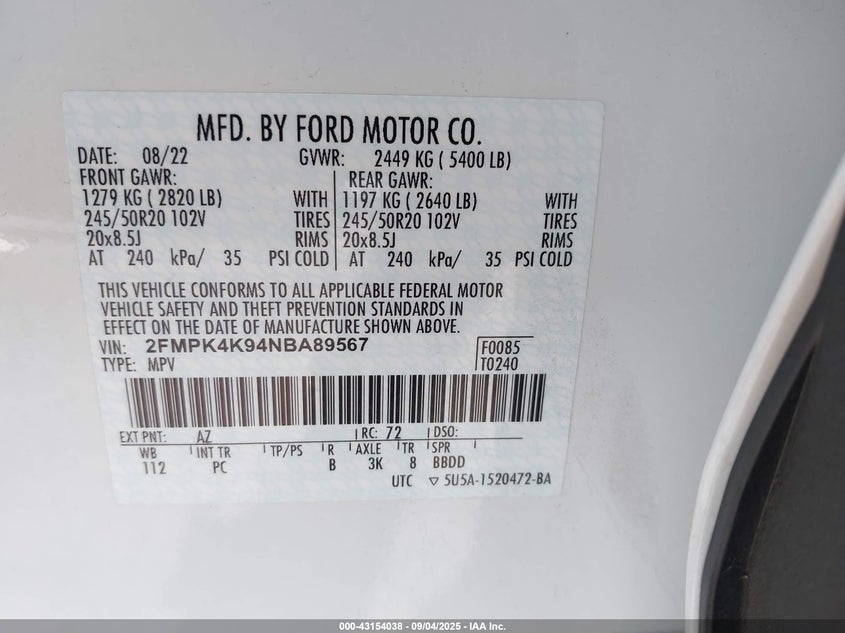 MFD. BY FORD MOTOR CO.
DATE: 08/22 GVWR: 2449 KG ( 5400 LB)
FRONT GAWR: REAR GAWR:
1279 KG ( 2820 LB) WITH 1197 KG ( 2640 LB) WITH
245/50R20 102V TIRES 245/50R20 102V TIRES
20x8.5J RIMS 20x8.5J RIMS
AT 240 kPa/ 35 PSI COLD AT 240 kPa/ 35 PSI COLD
THIS VEHICLE CONFORMS TO ALL APPLICABLE FEDERAL MOTOR
VEHICLE SAFETY AND THEFT PREVENTION STANDARDS IN
EFFECT ON THE DATE OF MANUFACTURE SHOWN ABOVE.
VIN: 2FMPK4K94NBA89567 F0085
TYPE: MPV T0240
EXT PNT: AZ RC: 72 DSO:
WB INT TR TP/PS R AXLE TR SPR
112 PC B 3K 8 BBDD
UTC ▽ 5U5A-1520472-BA
000-43154038 - 09/04/2025 - IAA Inc.